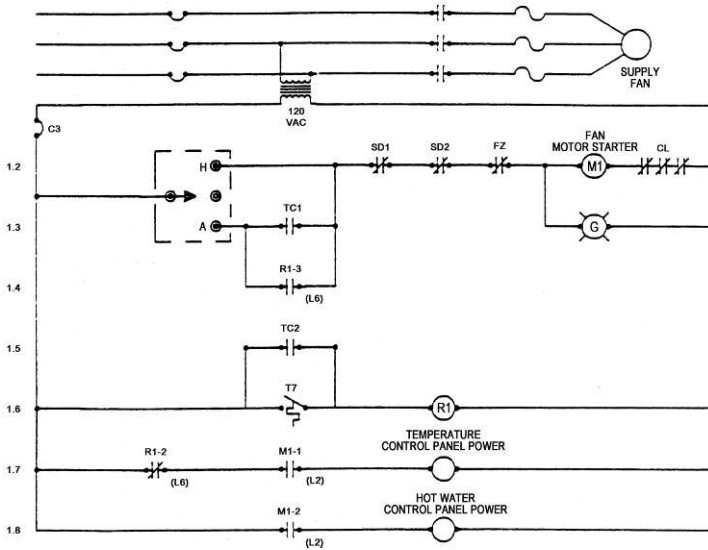 SUPPLY
FAN
120
VAC
C3
FAN
MOTOR STARTER
SD1
SD2
FZ
CL
1.2
H
M1
TC1
1.3
A
G
R1-3
1.4
(L6)
TC2
1.5
T7
1.6
R1
TEMPERATURE
CONTROL PANEL POWER
R1-2
M1-1
1.7
(L6)
(L2)
HOT WATER
CONTROL PANEL POWER
M1-2
1.8
(L2)